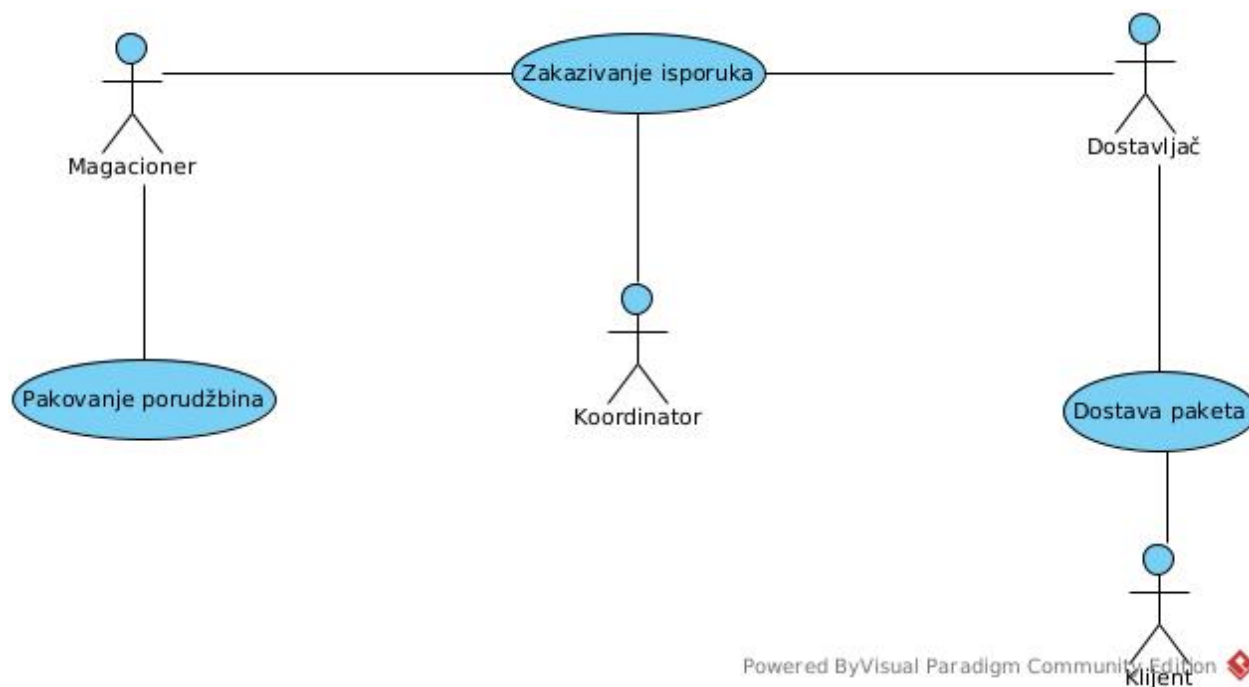 Zakazivanje isporuka
Dostavljač
Magacioner
Pakovanje porudžbina
Koordinator
Dostava paketa
Powered ByVisual Paradigm Community Edition
Klijent